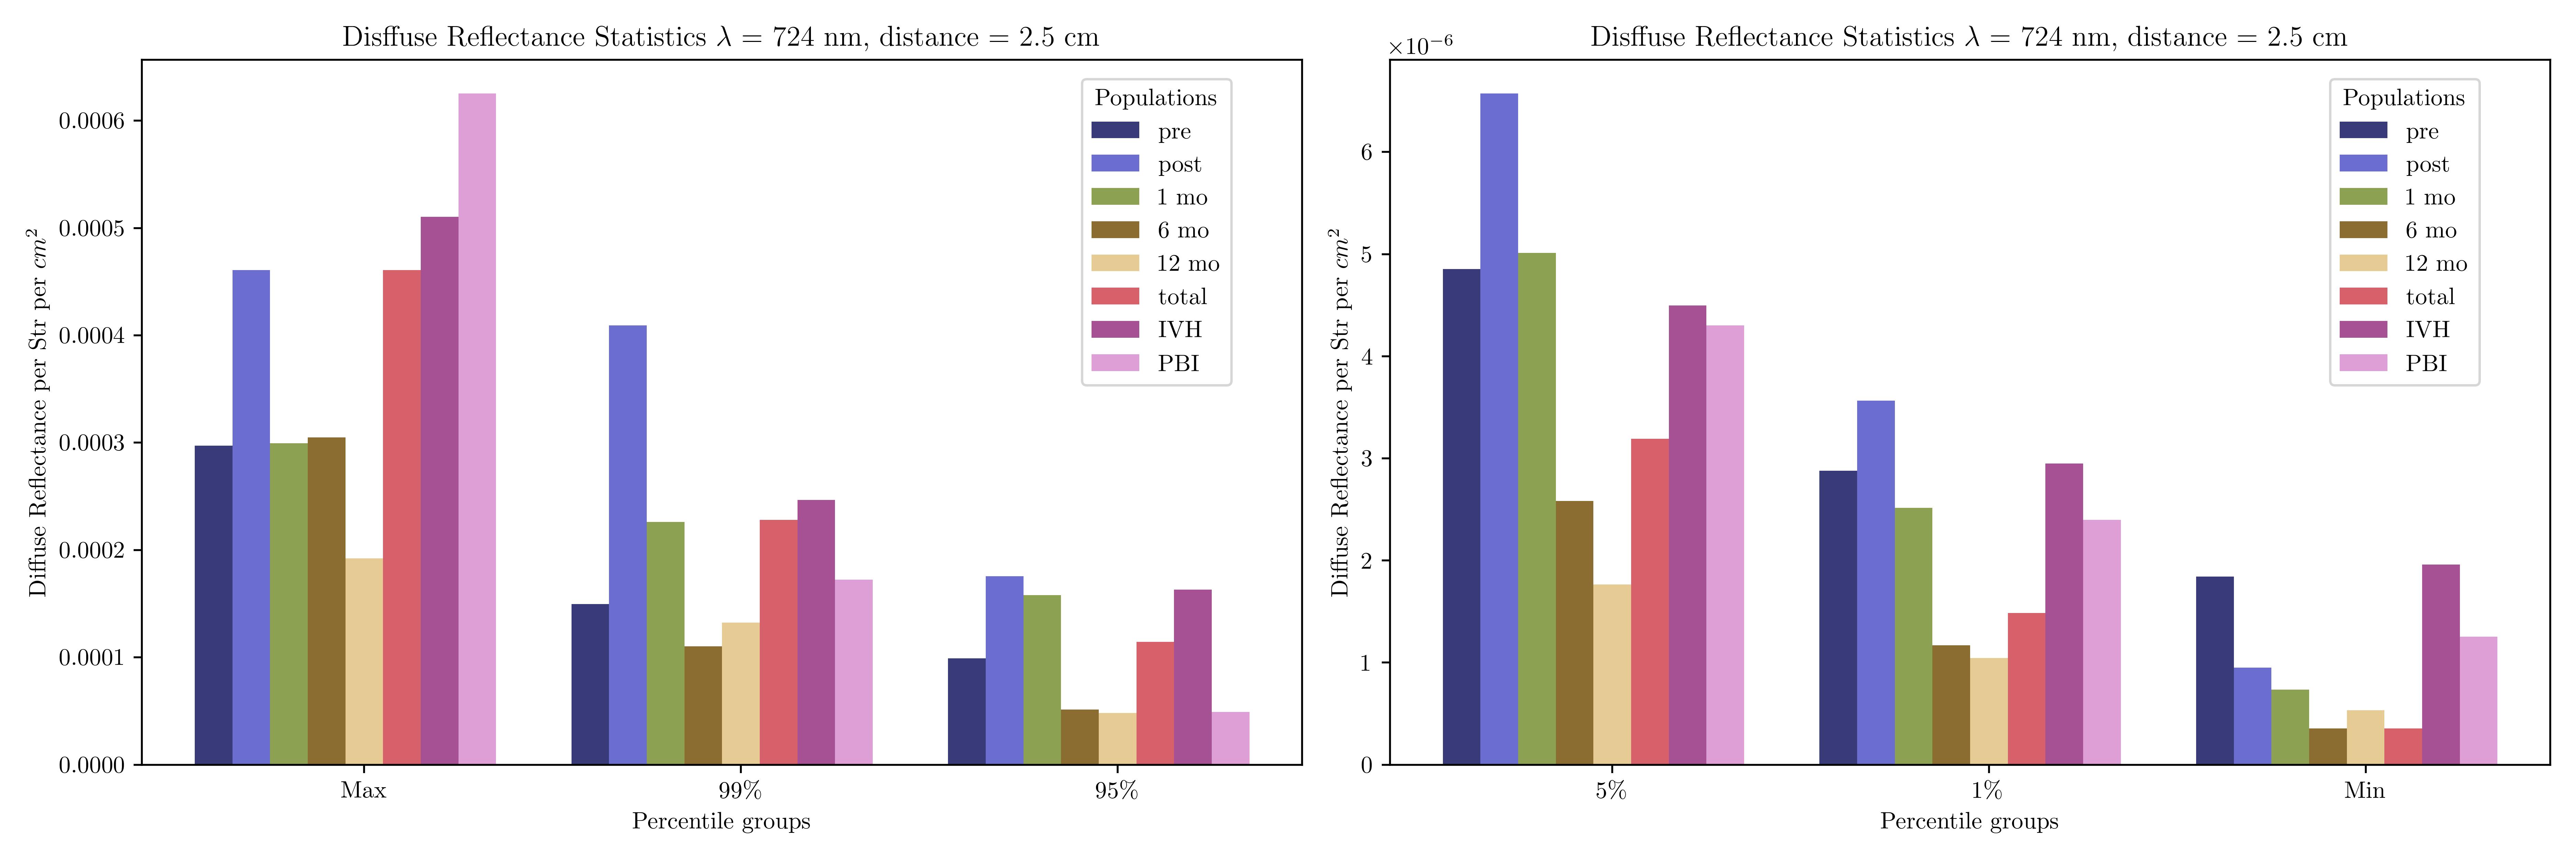 Disffuse Reflectance Statistics λ = 724 nm, distance = 2.5 cm
Diffuse Reflectance per Str per cm²
0.0006
0.0005
0.0004
0.0003
0.0002
0.0001
0.0000
Populations
pre
post
1 mo
6 mo
12 mo
total
IVH
PBI
Max 99% 95%
Percentile groups
Disffuse Reflectance Statistics λ = 724 nm, distance = 2.5 cm
×10⁻⁶
Diffuse Reflectance per Str per cm²
6
5
4
3
2
1
0
Populations
pre
post
1 mo
6 mo
12 mo
total
IVH
PBI
5% 1% Min
Percentile groups